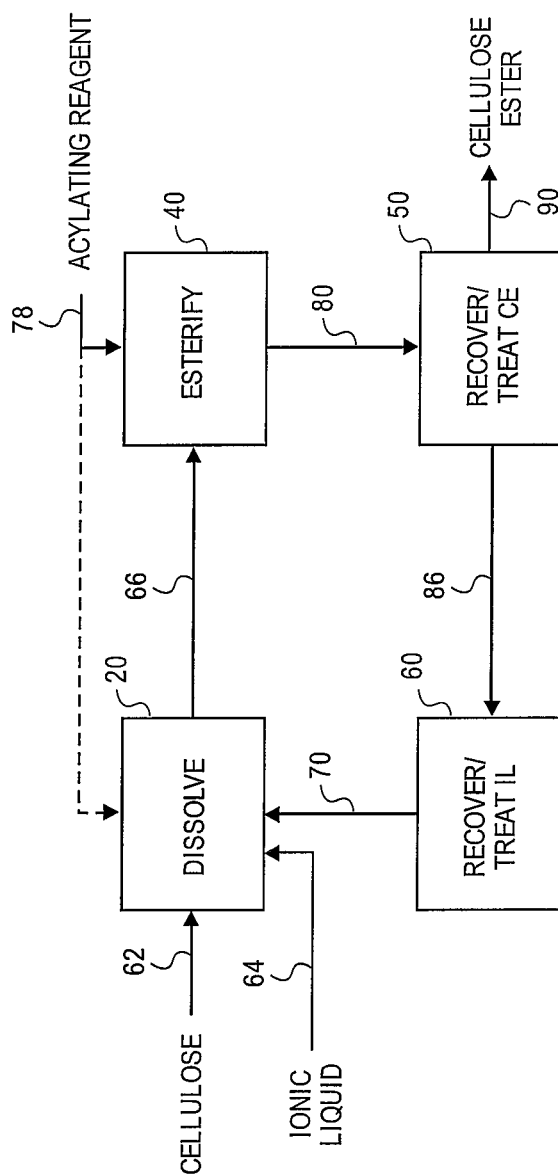 78
ACYLATING REAGENT
CELLULOSE
62
20
DISSOLVE
66
40
ESTERIFY
IONIC
LIQUID
64
70
80
60
RECOVER/
TREAT IL
86
50
RECOVER/
TREAT CE
90
CELLULOSE
ESTER